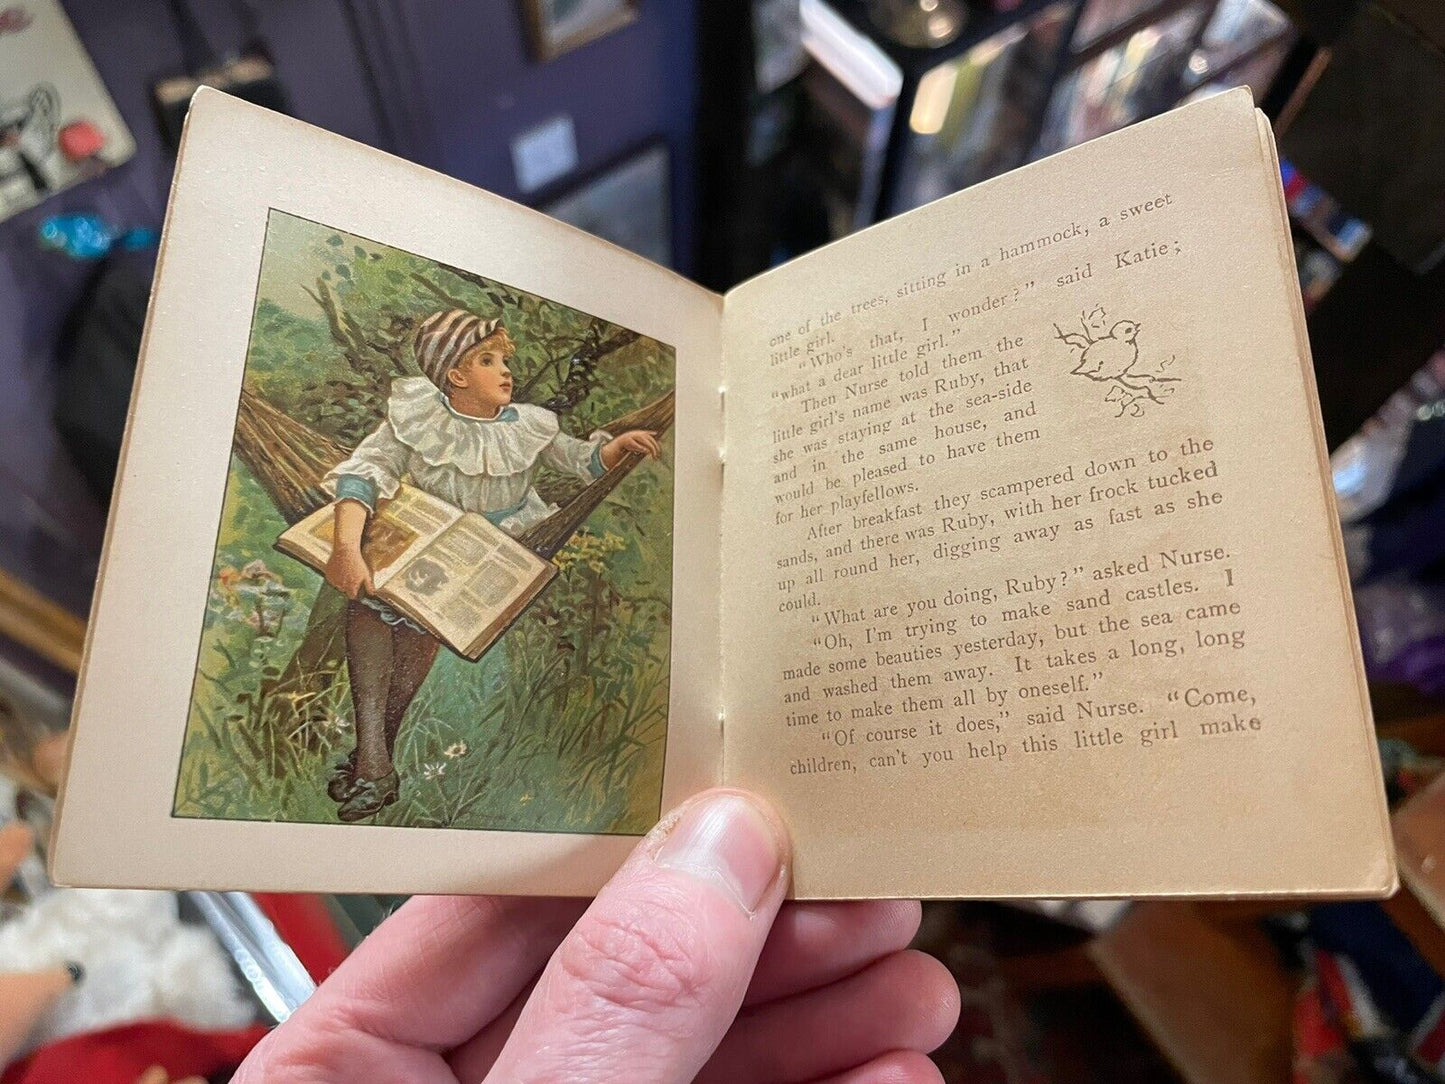 one of the trees, sitting in a hammock, a sweet
little girl.
"Who's that, I wonder?" said Katie;
"what a dear little girl."
Then Nurse told them the
little girl's name was Ruby, that
she was staying at the sea-side
and in the same house, and
would be pleased to have them
for her playfellows.
After breakfast they scampered down to the
sands, and there was Ruby, with her frock tucked
up all round her, digging away as fast as she
could.
"What are you doing, Ruby?" asked Nurse.
"Oh, I'm trying to make sand castles. I
made some beauties yesterday, but the sea came
and washed them away. It takes a long, long
time to make them all by oneself."
"Of course it does," said Nurse. "Come,
children, can't you help this little girl make